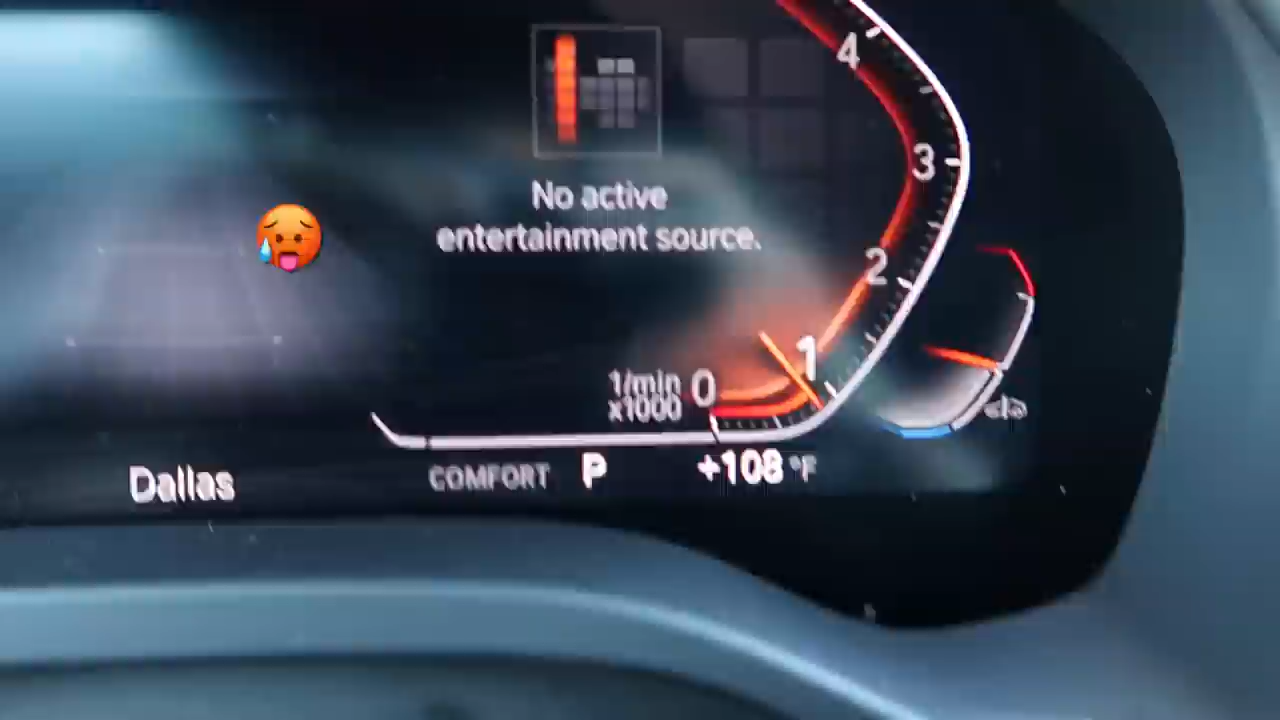 4
3
2
1
No active
entertainment source.
1/min
x1000
0
Dallas
COMFORT P +108 °F